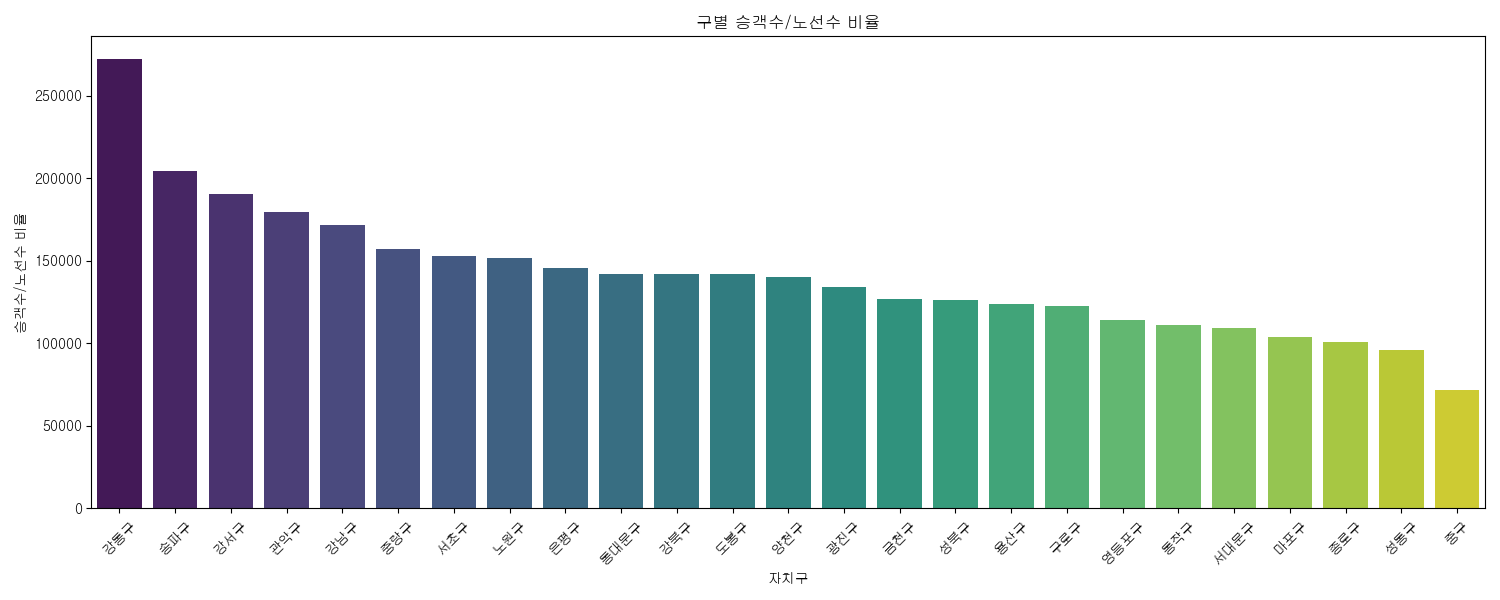 구별 승객수/노선수 비율
승객수/노선수 비율
250000
200000
150000
100000
50000
0
강동구 송파구 강서구 관악구 강남구 중랑구 서초구 노원구 은평구 동대문구 강북구 도봉구 양천구 광진구 금천구 성북구 용산구 구로구 영등포구 동작구 서대문구 마포구 종로구 성동구 중구
자치구